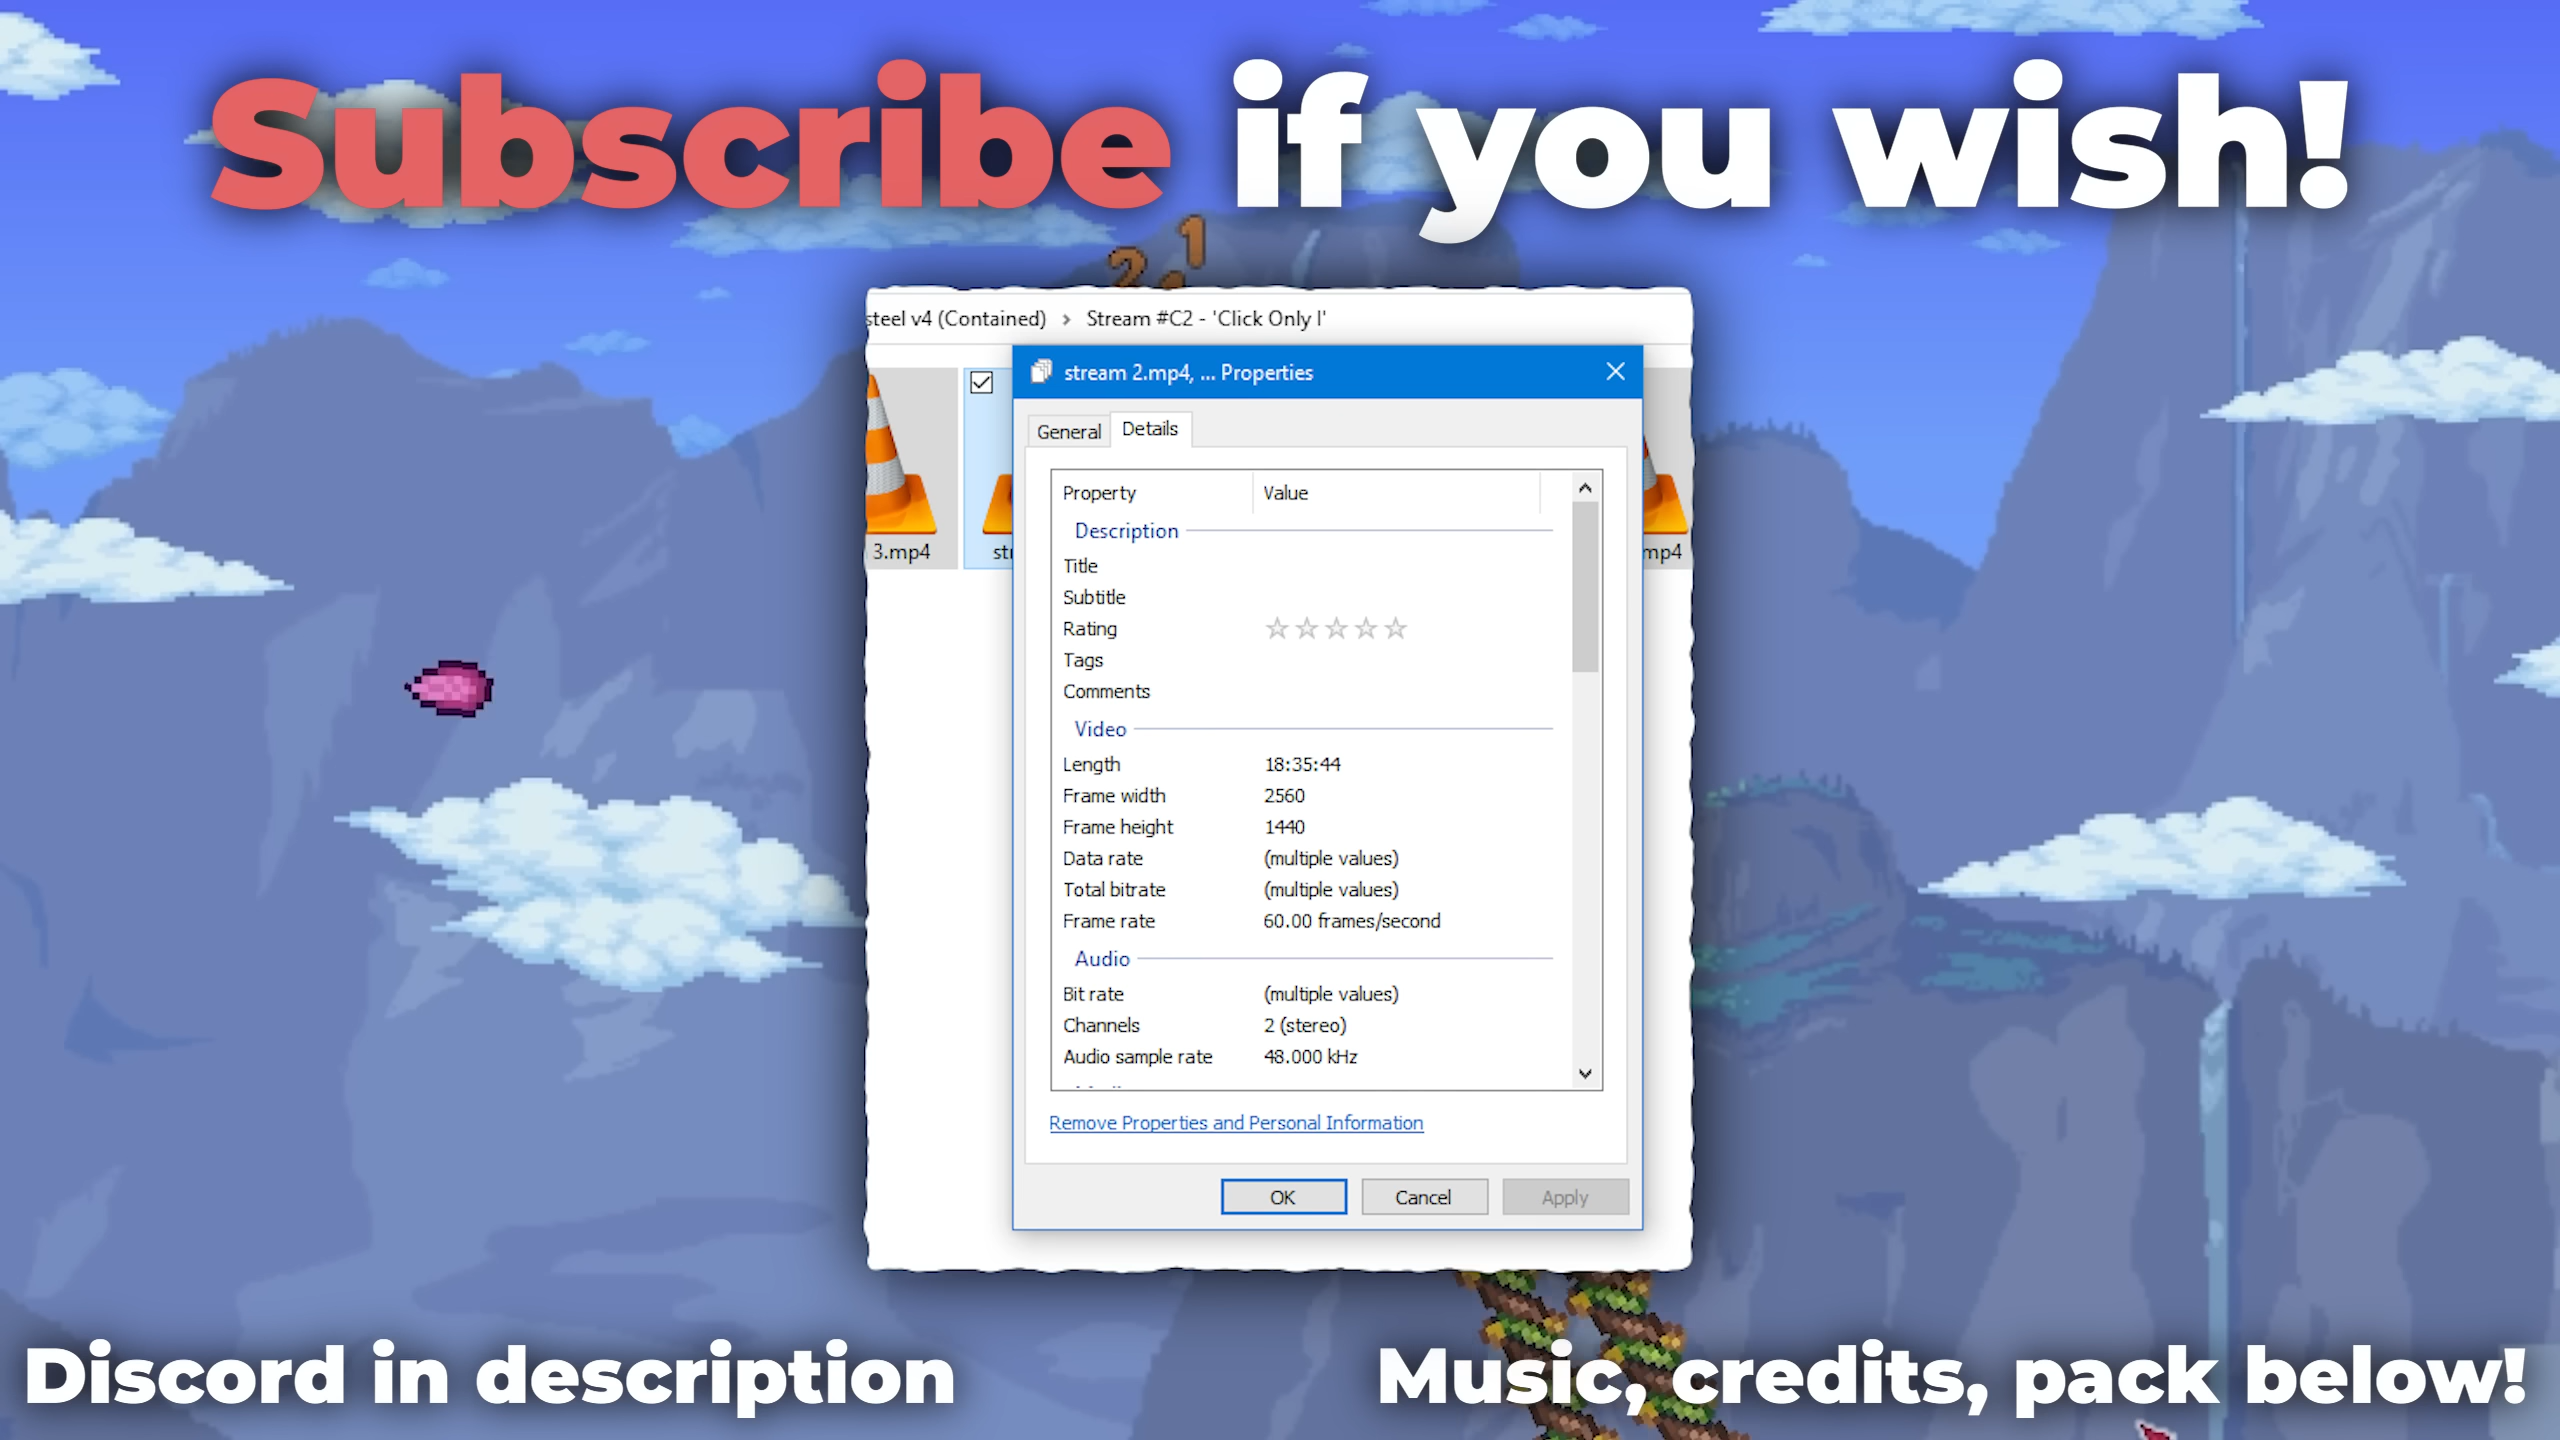 Subscribe if you wish!
2 1
steel v4 (Contained) > Stream #C2 - 'Click Only I'
stream 2.mp4, ... Properties
General Details
3.mp4
mp4
Property Value
Description
Title
Subtitle
Rating
Tags
Comments
Video
Length 18:35:44
Frame width 2560
Frame height 1440
Data rate (multiple values)
Total bitrate (multiple values)
Frame rate 60.00 frames/second
Audio
Bit rate (multiple values)
Channels 2 (stereo)
Audio sample rate 48.000 kHz
Remove Properties and Personal Information
OK Cancel Apply
Discord in description
Music, credits, pack below!